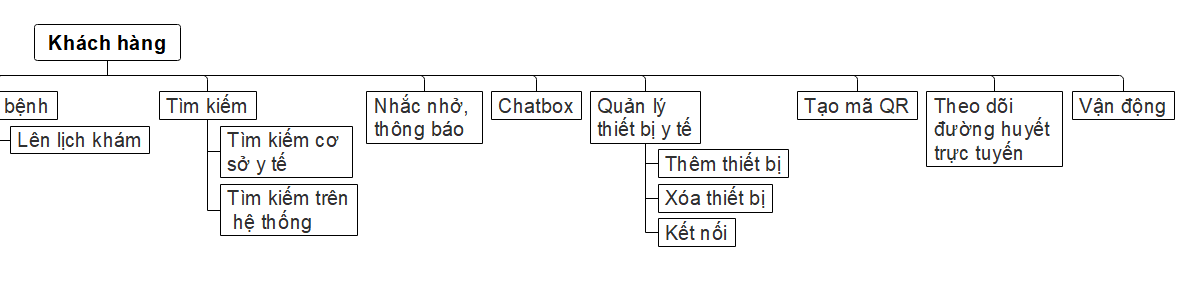 Khách hàng
bệnh
Lên lịch khám
Tìm kiếm
Tìm kiếm cơ
sở y tế
Tìm kiếm trên
hệ thống
Nhắc nhở,
thông báo
Chatbox
Quản lý
thiết bị y tế
Thêm thiết bị
Xóa thiết bị
Kết nối
Tạo mã QR
Theo dõi
đường huyết
trực tuyến
Vận động